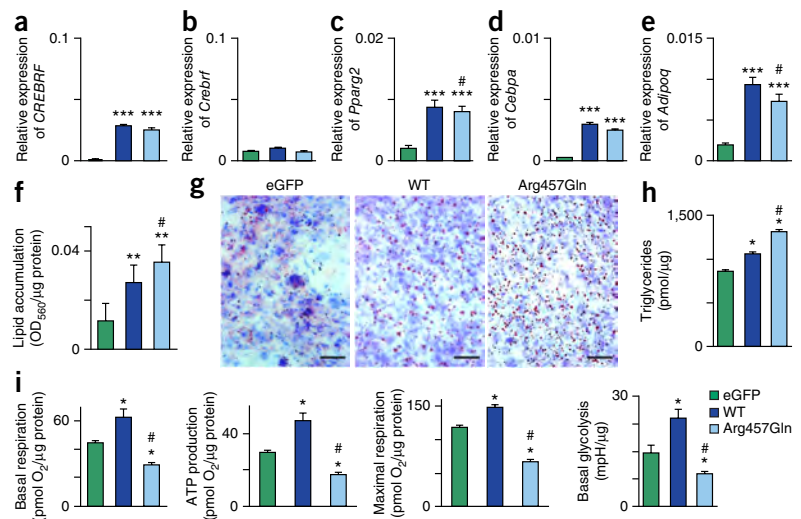 a
Relative expression
of CREBRF
0.1
0
*** ***
b
Relative expression
of Crebrf
0.1
0
c
Relative expression
of Pparg2
0.02
0
***
#
***
d
Relative expression
of Cebpa
0.01
0
***
***
e
Relative expression
of Adipoq
0.015
0
***
#
***
f
Lipid accumulation
(OD560/µg protein)
0.04
0
**
#
**
g
eGFP
WT
Arg457Gln
h
Triglycerides
(pmol/µg)
1,500
0
*
#
*
i
Basal respiration
(pmol O2/µg protein)
60
0
*
#
*
ATP production
(pmol O2/µg protein)
40
0
*
#
*
Maximal respiration
(pmol O2/µg protein)
150
0
*
#
*
Basal glycolysis
(mpH/µg)
30
0
*
#
*
eGFP
WT
Arg457Gln